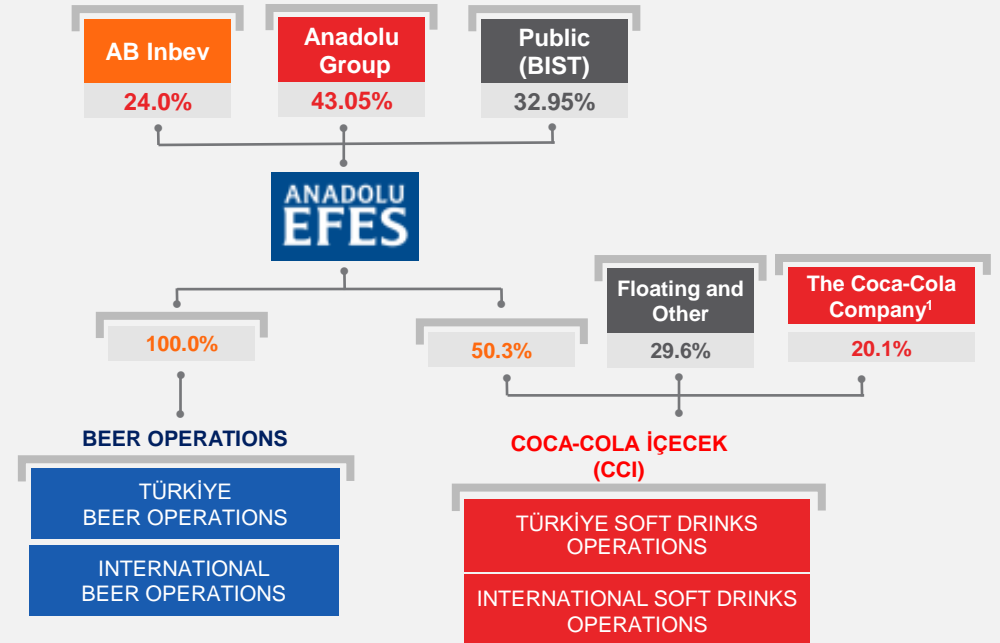 AB Inbev
24.0%
Anadolu
Group
43.05%
Public
(BIST)
32.95%
ANADOLU
EFES
100.0%
50.3%
Floating and
Other
29.6%
The Coca-Cola
Company¹
20.1%
BEER OPERATIONS
TÜRKİYE
BEER OPERATIONS
INTERNATIONAL
BEER OPERATIONS
COCA-COLA İÇECEK
(CCI)
TÜRKİYE SOFT DRINKS
OPERATIONS
INTERNATIONAL SOFT DRINKS
OPERATIONS